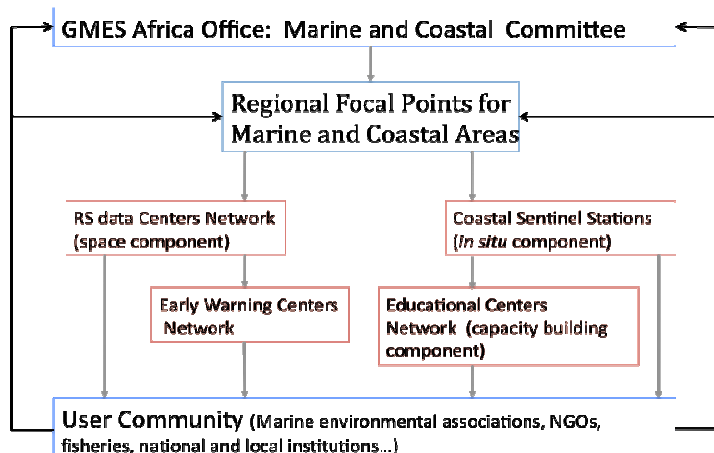 GMES Africa Office:  Marine and Coastal  Committee
Regional Focal Points for
Marine and Coastal Areas
RS data Centers Network
(space component)
Coastal Sentinel Stations
(In situ component)
Early Warning Centers
Network
Educational Centers
Network  (capacity building
component)
User Community (Marine environmental associations, NGOs,
fisheries, national and local institutions...)